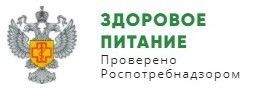 ЗДОРОВОЕ
ПИТАНИЕ
Проверено
Роспотребнадзором